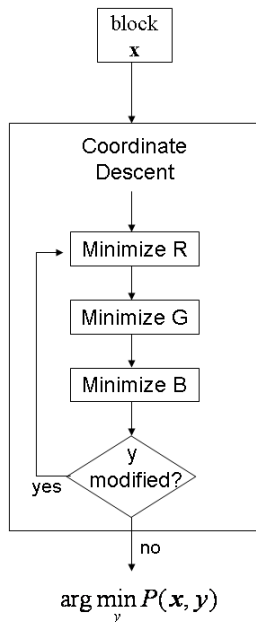 block
x
Coordinate
Descent
Minimize R
Minimize G
Minimize B
y
modified?
yes
no
arg min P(x, y)
y